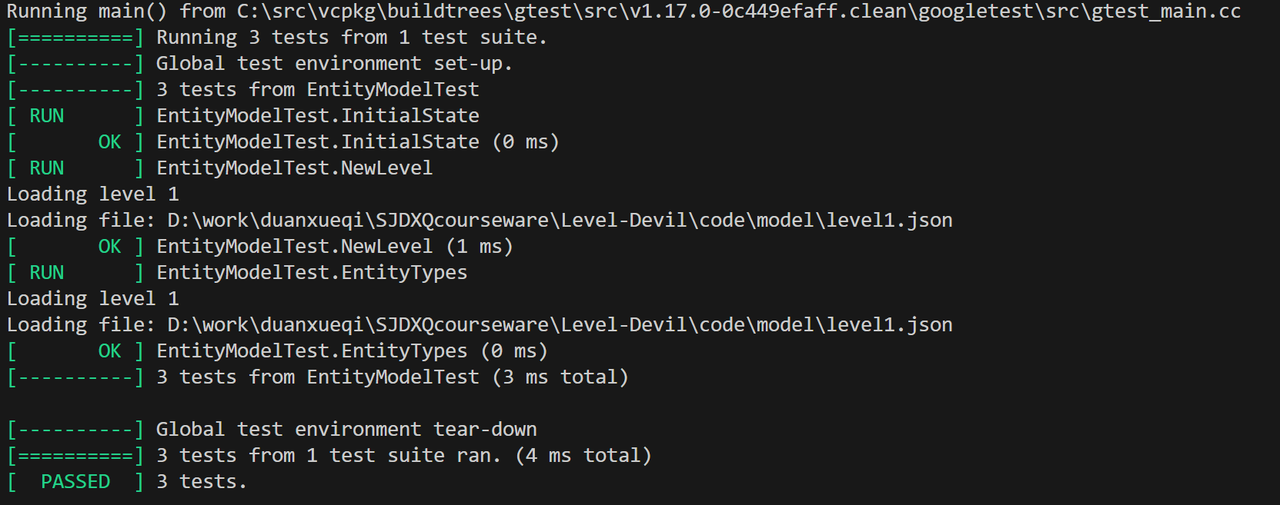 Running main() from C:\src\vcpkg\buildtrees\gtest\src\v1.17.0-0c449efaff.clean\googletest\src\gtest_main.cc
[==========] Running 3 tests from 1 test suite.
[----------] Global test environment set-up.
[----------] 3 tests from EntityModelTest
[ RUN      ] EntityModelTest.InitialState
[       OK ] EntityModelTest.InitialState (0 ms)
[ RUN      ] EntityModelTest.NewLevel
Loading level 1
Loading file: D:\work\duanxueqi\SJDXQcourseware\Level-Devil\code\model\level1.json
[       OK ] EntityModelTest.NewLevel (1 ms)
[ RUN      ] EntityModelTest.EntityTypes
Loading level 1
Loading file: D:\work\duanxueqi\SJDXQcourseware\Level-Devil\code\model\level1.json
[       OK ] EntityModelTest.EntityTypes (0 ms)
[----------] 3 tests from EntityModelTest (3 ms total)

[----------] Global test environment tear-down
[==========] 3 tests from 1 test suite ran. (4 ms total)
[  PASSED  ] 3 tests.